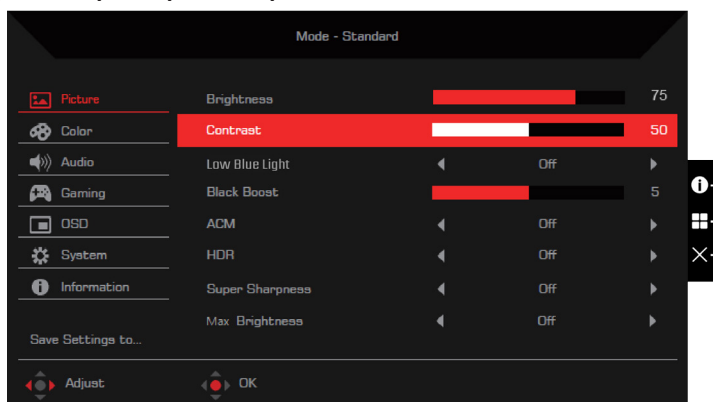 Mode - Standard
Picture
Brightness 75
Color
Contrast 50
Audio
Low Blue Light Off
Gaming
Black Boost 5
OSD
ACM Off
System
HDR Off
Information
Super Sharpness Off
Max Brightness Off
Save Settings to...
Adjust OK